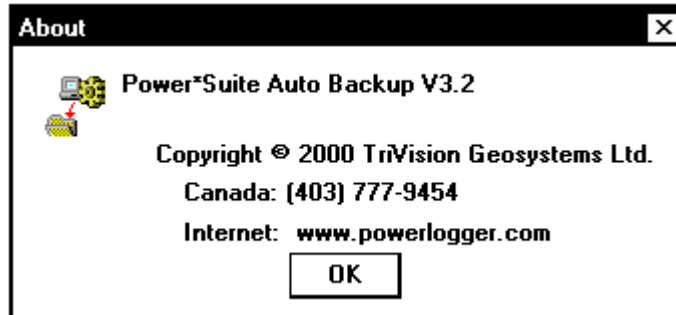 About
Power*Suite Auto Backup V3.2
Copyright © 2000 TriVision Geosystems Ltd.
Canada: (403) 777-9454
Internet: www.powerlogger.com
OK